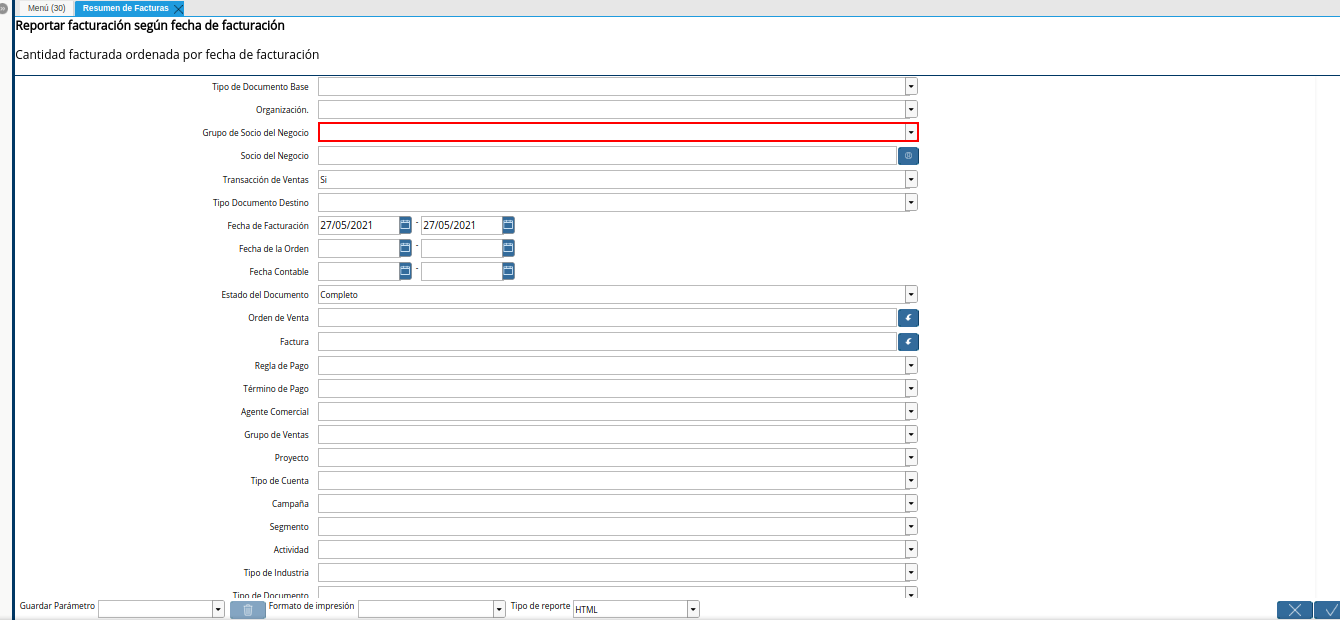 Menú (30) Resumen de Facturas
Reportar facturación según fecha de facturación
Cantidad facturada ordenada por fecha de facturación
Tipo de Documento Base
Organización.
Grupo de Socio del Negocio
Socio del Negocio
Transacción de Ventas Si
Tipo Documento Destino
Fecha de Facturación 27/05/2021 - 27/05/2021
Fecha de la Orden -
Fecha Contable -
Estado del Documento Completo
Orden de Venta
Factura
Regla de Pago
Término de Pago
Agente Comercial
Grupo de Ventas
Proyecto
Tipo de Cuenta
Campaña
Segmento
Actividad
Tipo de Industria
Tipo de Documento
Guardar Parámetro Formato de impresión Tipo de reporte HTML